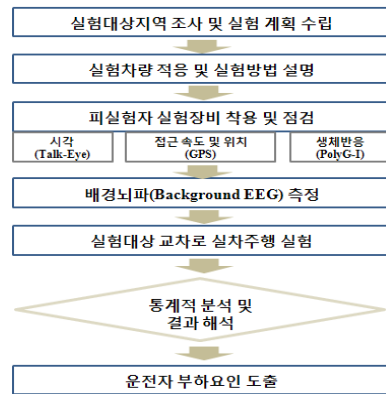 실험대상지역 조사 및 실험 계획 수립
실험차량 적응 및 실험방법 설명
피실험자 실험장비 착용 및 점검
시각
(Talk-Eye)
접근 속도 및 위치
(GPS)
생체반응
(PolyG-I)
배경뇌파(Background EEG) 측정
실험대상 교차로 실차주행 실험
통계적 분석 및
결과 해석
운전자 부하요인 도출